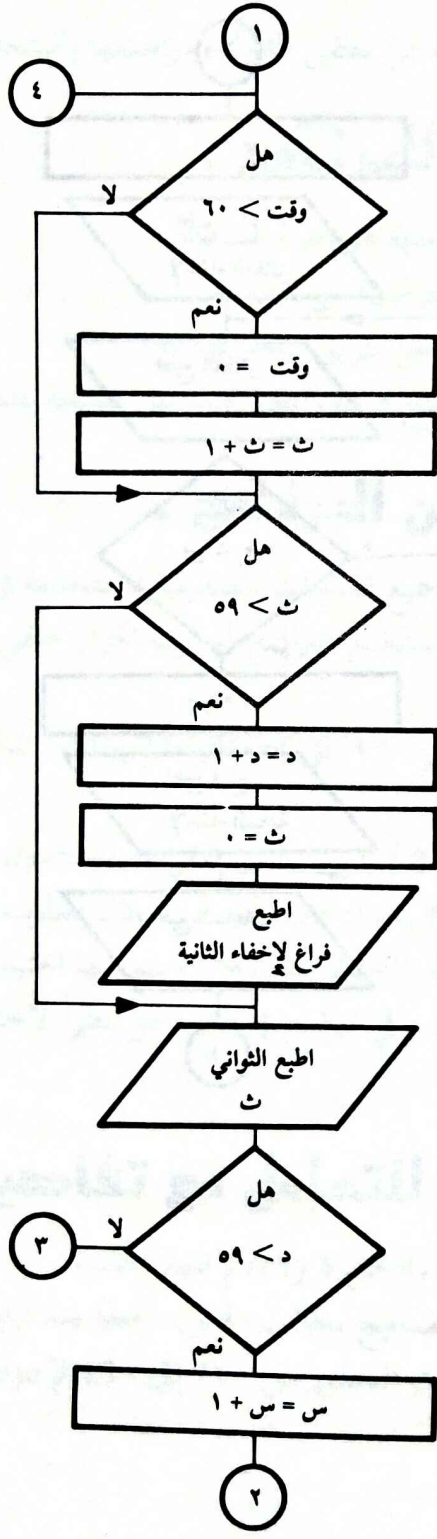 ١
٤
هل
وقت > ٦٠
لا
نعم
وقت = ٠
ث = ث + ١
هل
ث > ٥٩
لا
نعم
د = د + ١
ث = ٠
اطبع
فراغ لإخفاء الثانية
اطبع الثواني
ث
هل
د > ٥٩
لا
٣
نعم
س = س + ١
٢